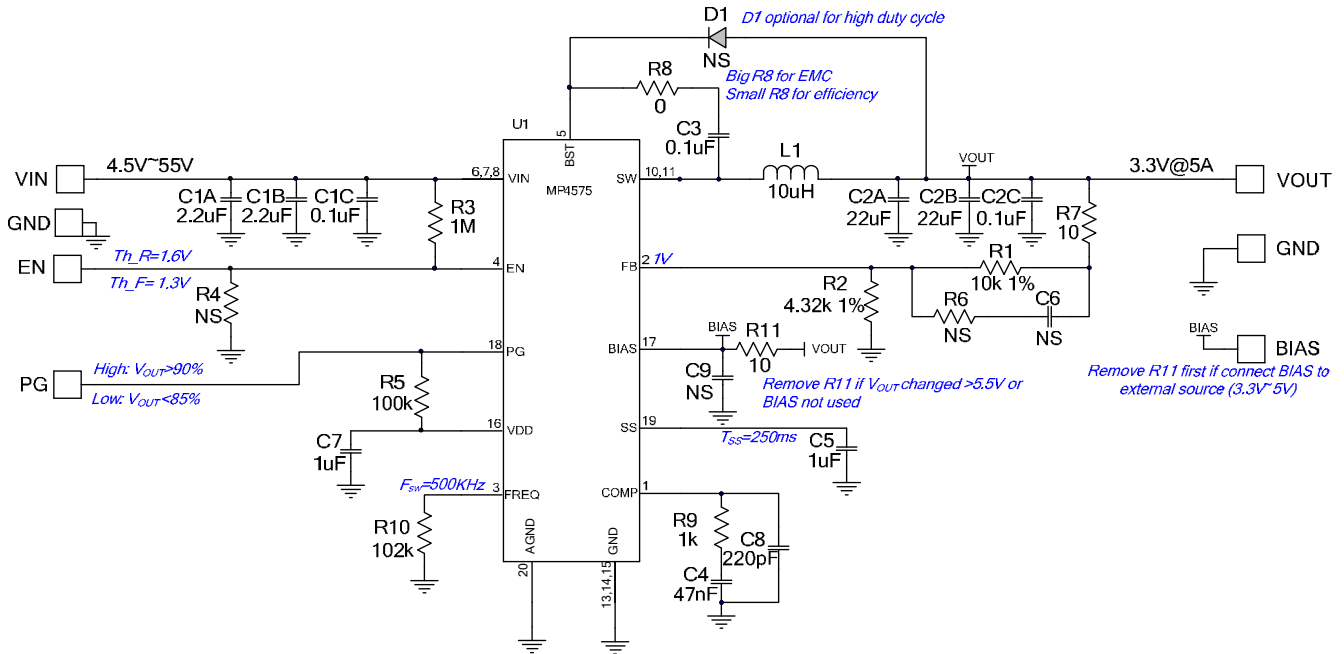 D1
D1 optional for high duty cycle
NS
R8
0
Big R8 for EMC
Small R8 for efficiency
C3
0.1uF
U1
5
BST
L1
10uH
VIN
4.5V~55V
6,7,8
VIN
MP4575
SW
10,11
VOUT
3.3V@5A
VOUT
C1A
2.2uF
C1B
2.2uF
C1C
0.1uF
R3
1M
C2A
22uF
C2B
22uF
C2C
0.1uF
R7
10
GND
GND
EN
Th_R=1.6V
Th_F= 1.3V
4
EN
FB
2
1V
R1
10k 1%
R4
NS
R2
4.32k 1%
R6
NS
C6
NS
BIAS
R11
10
VOUT
BIAS
BIAS
18
PG
BIAS
17
PG
High: VOUT>90%
Low: VOUT<85%
R5
100k
C9
NS
Remove R11 if VOUT changed >5.5V or
BIAS not used
Remove R11 first if connect BIAS to
external source (3.3V~5V)
16
VDD
SS
19
TSS=250ms
C7
1uF
C5
1uF
FSW=500KHz
3
FREQ
COMP
1
R10
102k
R9
1k
C8
220pF
C4
47nF
AGND
20
GND
13,14,15